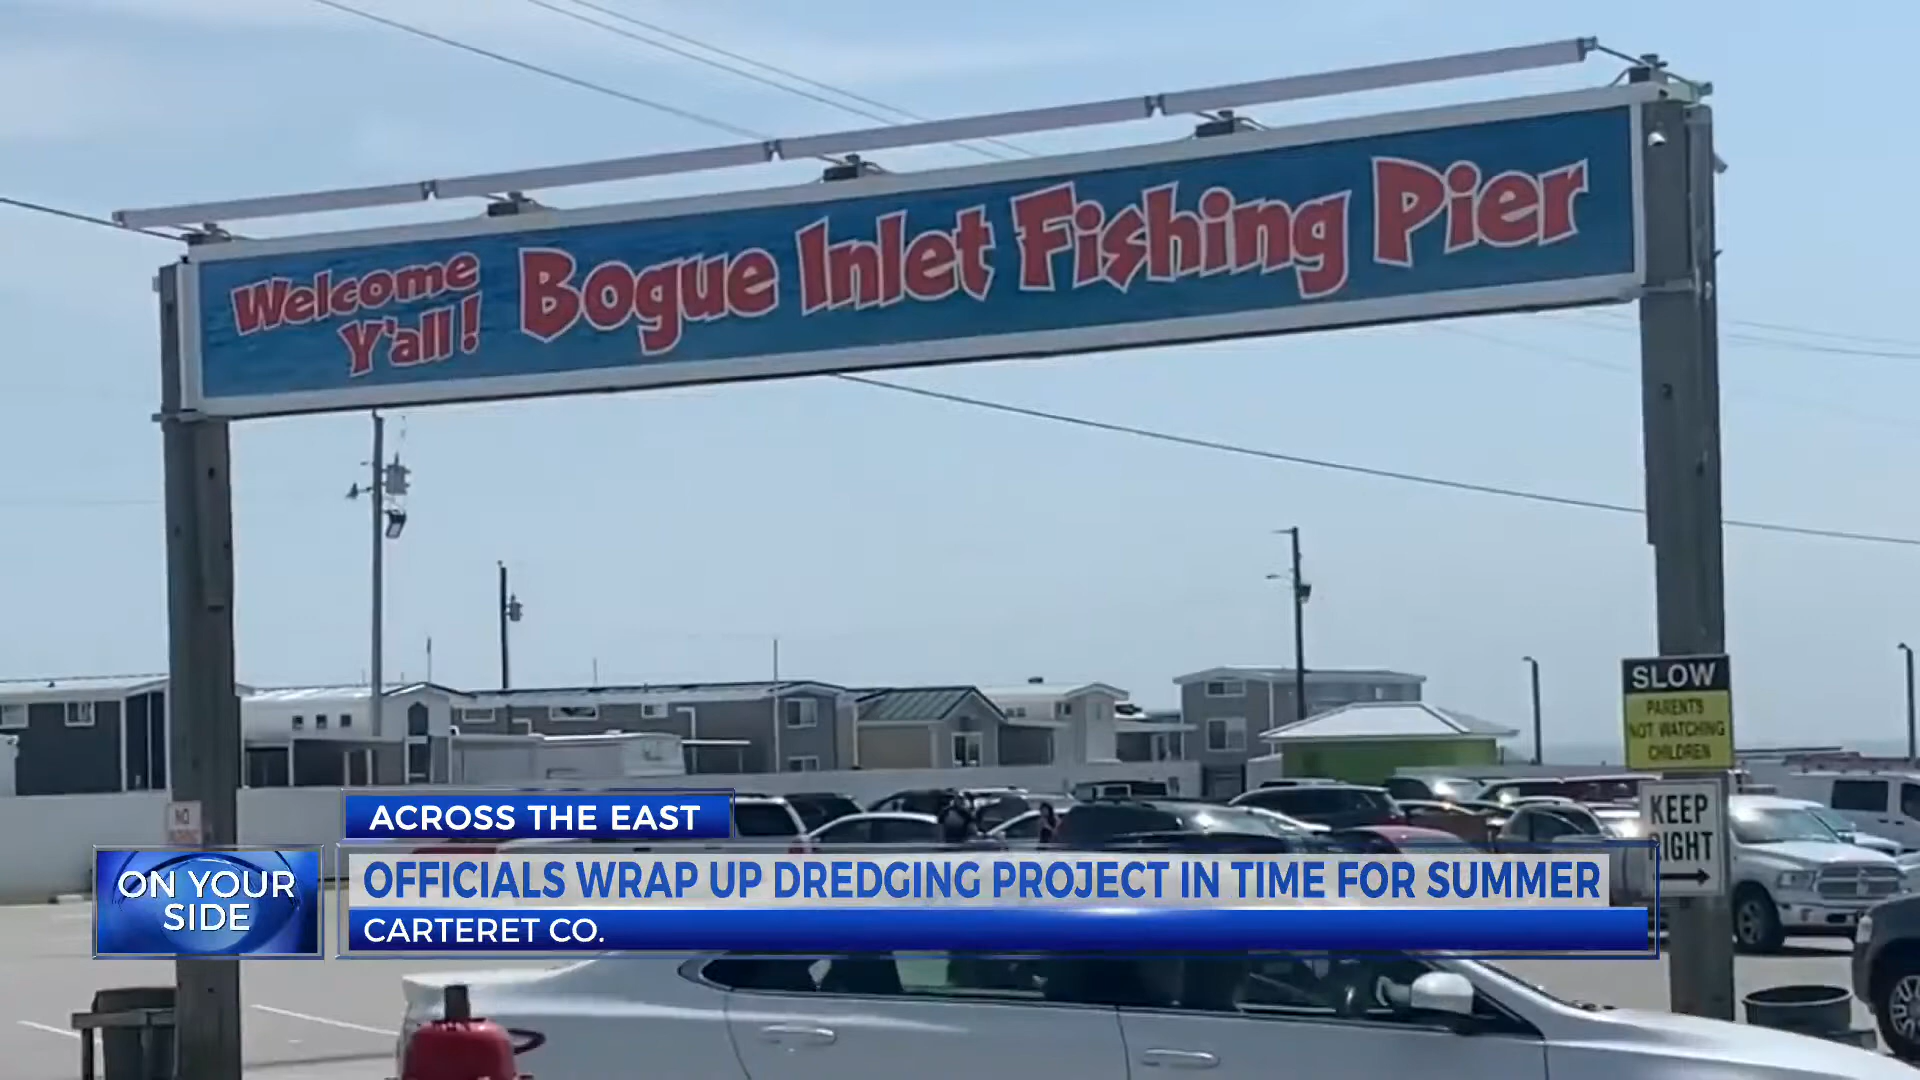 Welcome
Y'all!
Bogue Inlet Fishing Pier
SLOW
PARENTS
NOT WATCHING
CHILDREN
KEEP
RIGHT
NO
ACROSS THE EAST
ON YOUR
SIDE
OFFICIALS WRAP UP DREDGING PROJECT IN TIME FOR SUMMER
CARTERET CO.